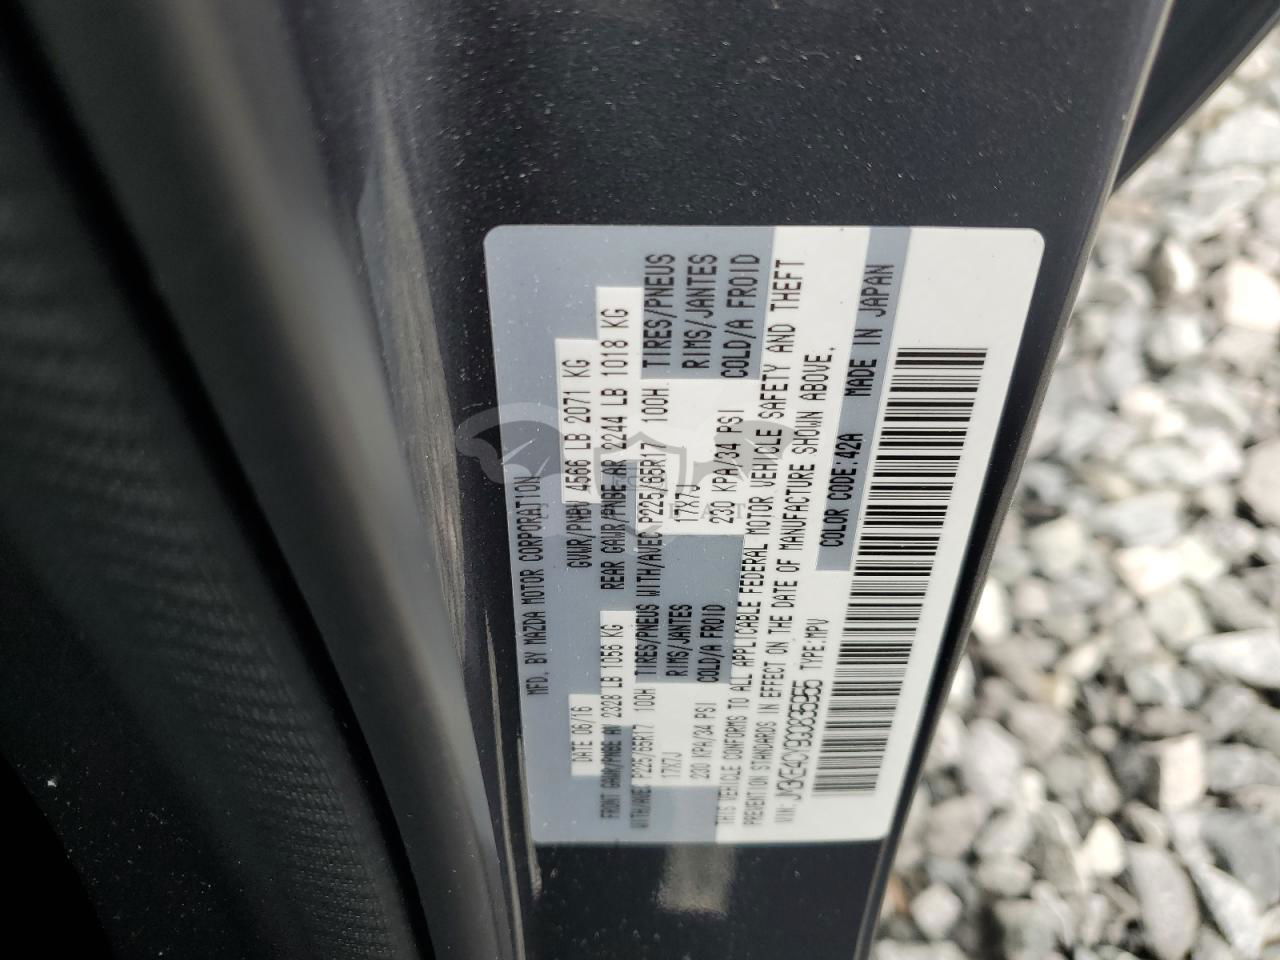 MFD. BY MAZDA MOTOR CORPORATION
DATE 06/16 GVWR/PNBV 4566 LB 2071 KG
FRONT GAWR/PNBE AV 2328 LB 1056 KG REAR GAWR/PNBE AR 2244 LB 1018 KG
WITH/AVEC P225/65R17 100H TIRES/PNEUS WITH/AVEC P225/65R17 100H TIRES/PNEUS
17X7J RIMS/JANTES 17X7J RIMS/JANTES
230 KPA/34 PSI COLD/A FROID 230 KPA/34 PSI COLD/A FROID
THIS VEHICLE CONFORMS TO ALL APPLICABLE FEDERAL MOTOR VEHICLE SAFETY AND THEFT
PREVENTION STANDARDS IN EFFECT ON THE DATE OF MANUFACTURE SHOWN ABOVE.
VIN: TYPE:MPV COLOR CODE:42A MADE IN JAPAN